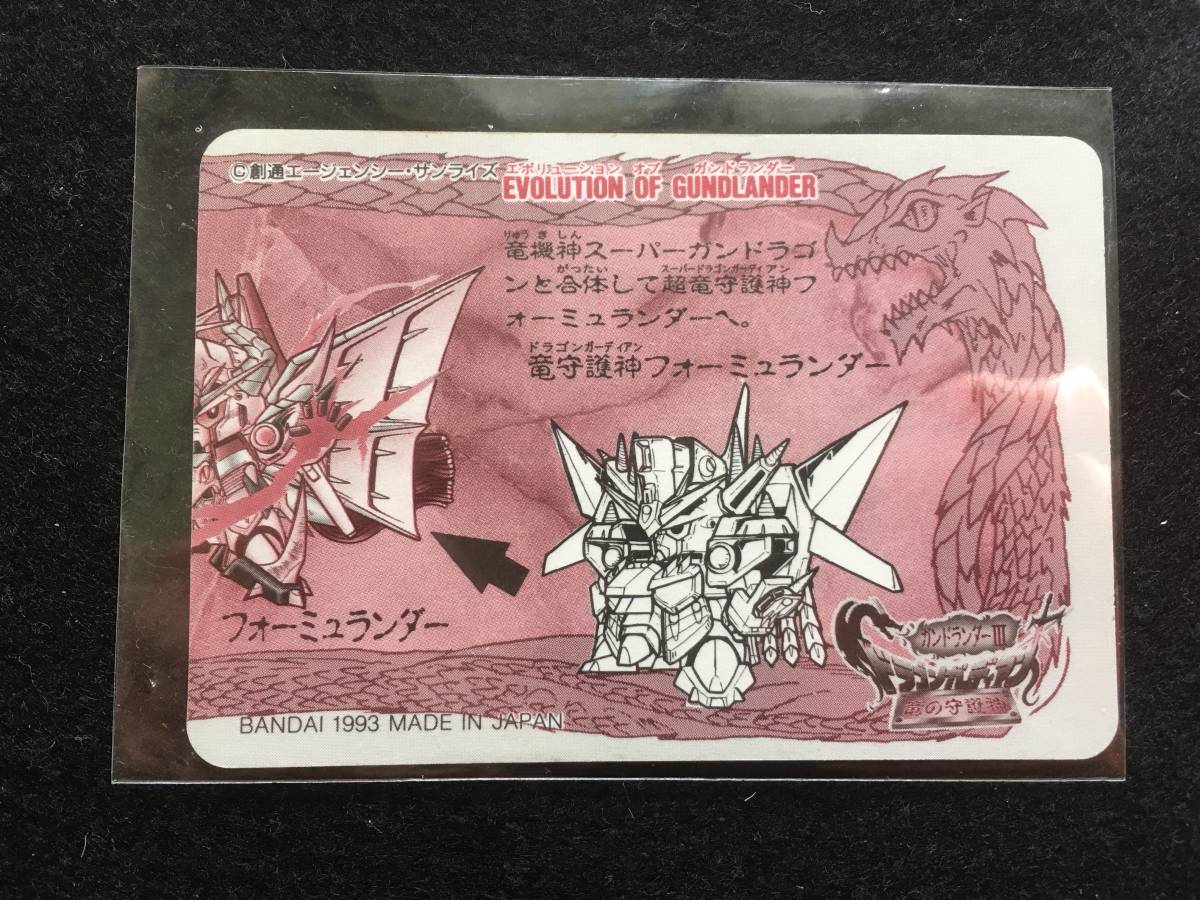 ©創通エージェンシー・サンライズ
エボリューション オブ ガンドランダー
EVOLUTION OF GUNDLANDER
りゅう き しん
竜機神スーパーガンドラゴ
がったい スーパードラゴンガーディアン
ンと合体して超竜守護神フ
ォーミュランダーへ。
ドラゴンガーディアン
竜守護神フォーミュランダー
フォーミュランダー
ガンドランダーIII
ドラゴンガーディアン
竜の守護神
BANDAI 1993 MADE IN JAPAN